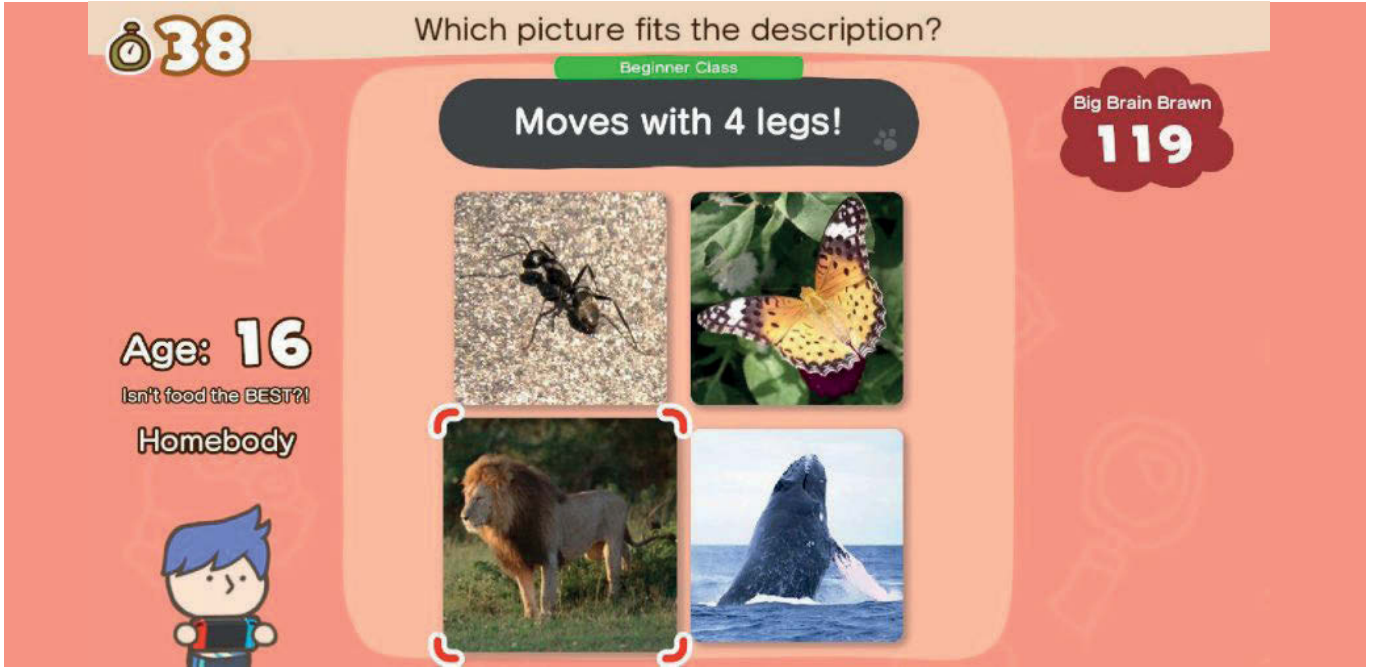 38
Which picture fits the description?
Beginner Class
Moves with 4 legs!
Big Brain Brawn
119
Age: 16
Isn't food the BEST?!
Homebody